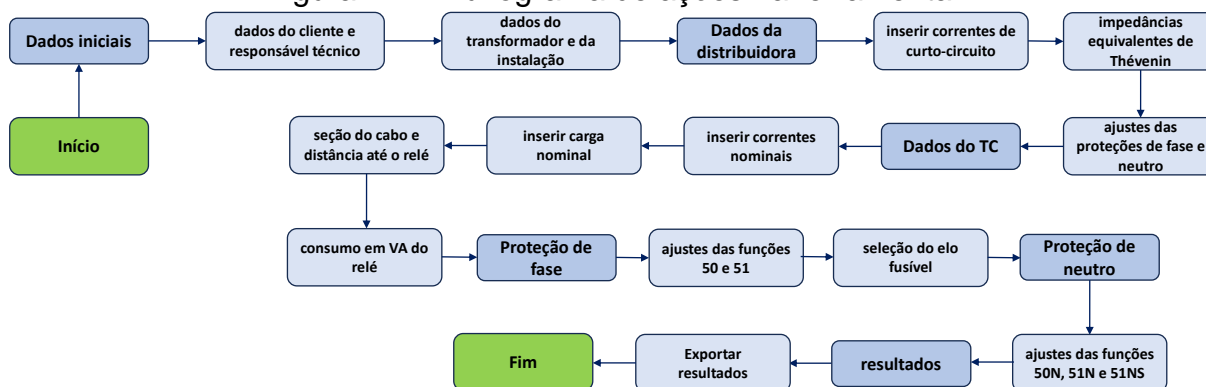 Dados iniciais
dados do cliente e
responsável técnico
dados do
transformador e da
instalação
Dados da
distribuidora
inserir correntes de
curto-circuito
impedâncias
equivalentes de
Thévenin
Início
seção do cabo e
distância até o relé
inserir carga
nominal
inserir correntes
nominais
Dados do TC
ajustes das
proteções de fase e
neutro
consumo em VA do
relé
Proteção de
fase
ajustes das funções
50 e 51
seleção do elo
fusível
Proteção de
neutro
Fim
Exportar
resultados
resultados
ajustes das funções
50N, 51N e 51NS